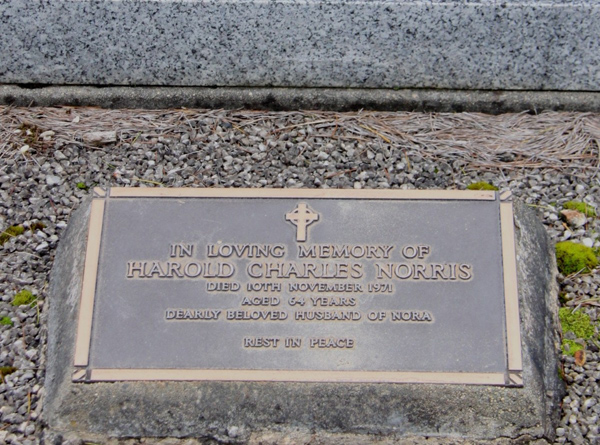 IN LOVING MEMORY OF
HAROLD CHARLES NORRIS
DIED 10TH NOVEMBER 1971
AGED 64 YEARS
DEARLY BELOVED HUSBAND OF NORA
REST IN PEACE